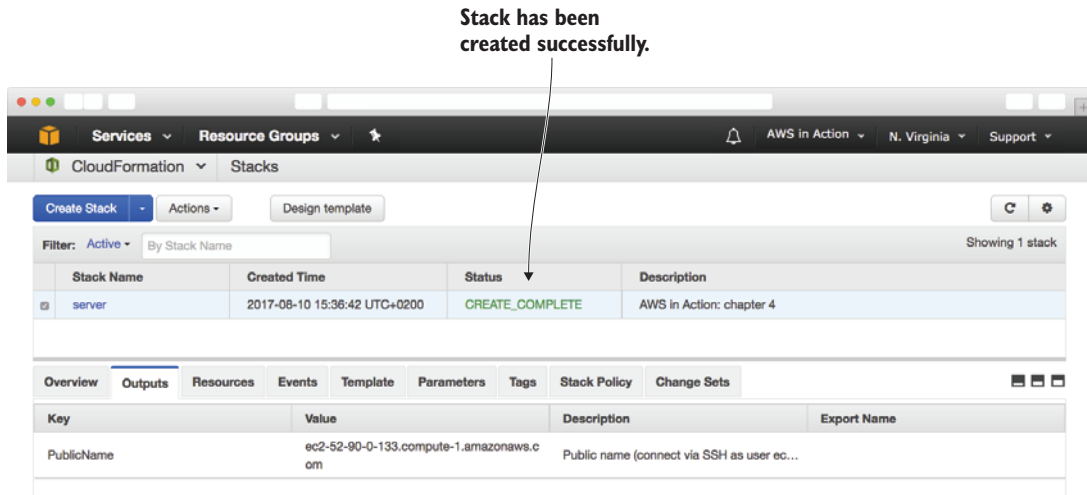 Stack has been
created successfully.
Services Resource Groups AWS in Action N. Virginia Support
CloudFormation Stacks
Create Stack Actions Design template
Filter: Active By Stack Name Showing 1 stack
Stack Name Created Time Status Description
server 2017-08-10 15:36:42 UTC+0200 CREATE_COMPLETE AWS in Action: chapter 4
Overview Outputs Resources Events Template Parameters Tags Stack Policy Change Sets
Key Value Description Export Name
PublicName ec2-52-90-0-133.compute-1.amazonaws.c Public name (connect via SSH as user ec...
om